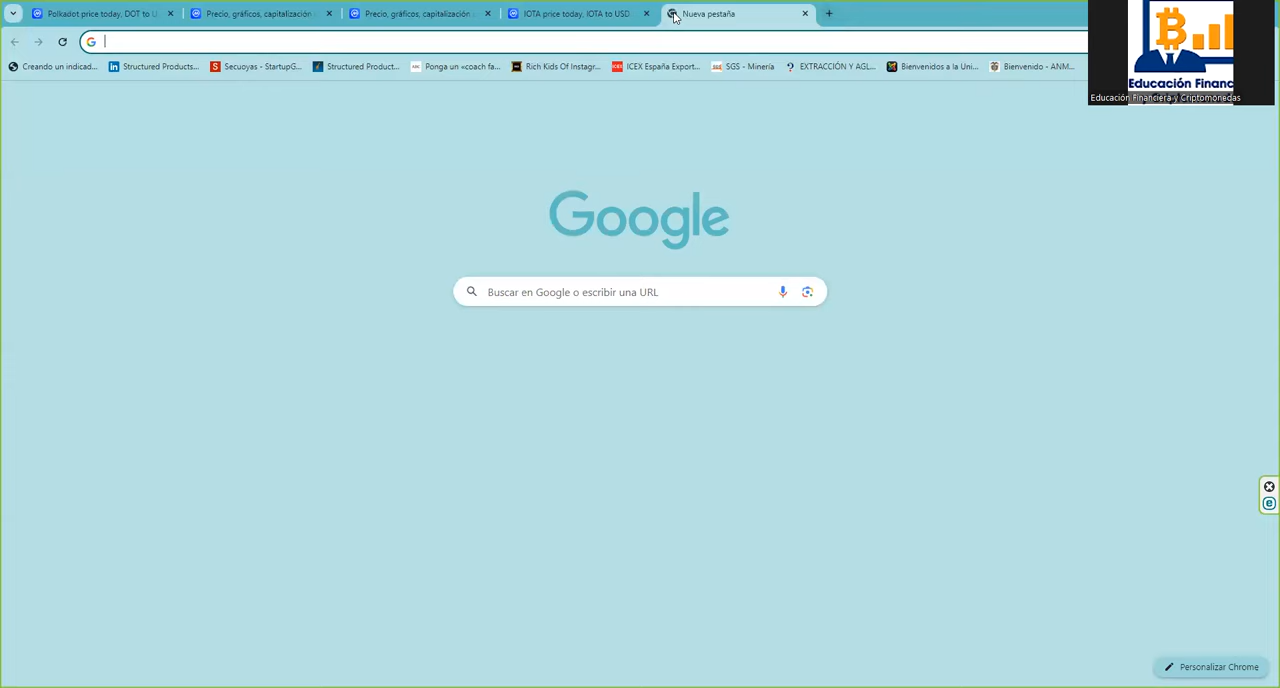 Polkadot price today, DOT to U
Precio, gráficos, capitalización
Precio, gráficos, capitalización
IOTA price today, IOTA to USD
Nueva pestaña
Creando un indicad...
Structured Products...
Secuoyas - StartupG...
Structured Product...
Ponga un «coach fa...
Rich Kids Of Instagr...
ICEX España Export...
SGS - Minería
EXTRACCIÓN Y AGL...
Bienvenidos a la Uni...
Bienvenido - ANM...
Educación Financ
Educación Financiera y Criptomonedas
Google
Buscar en Google o escribir una URL
Personalizar Chrome